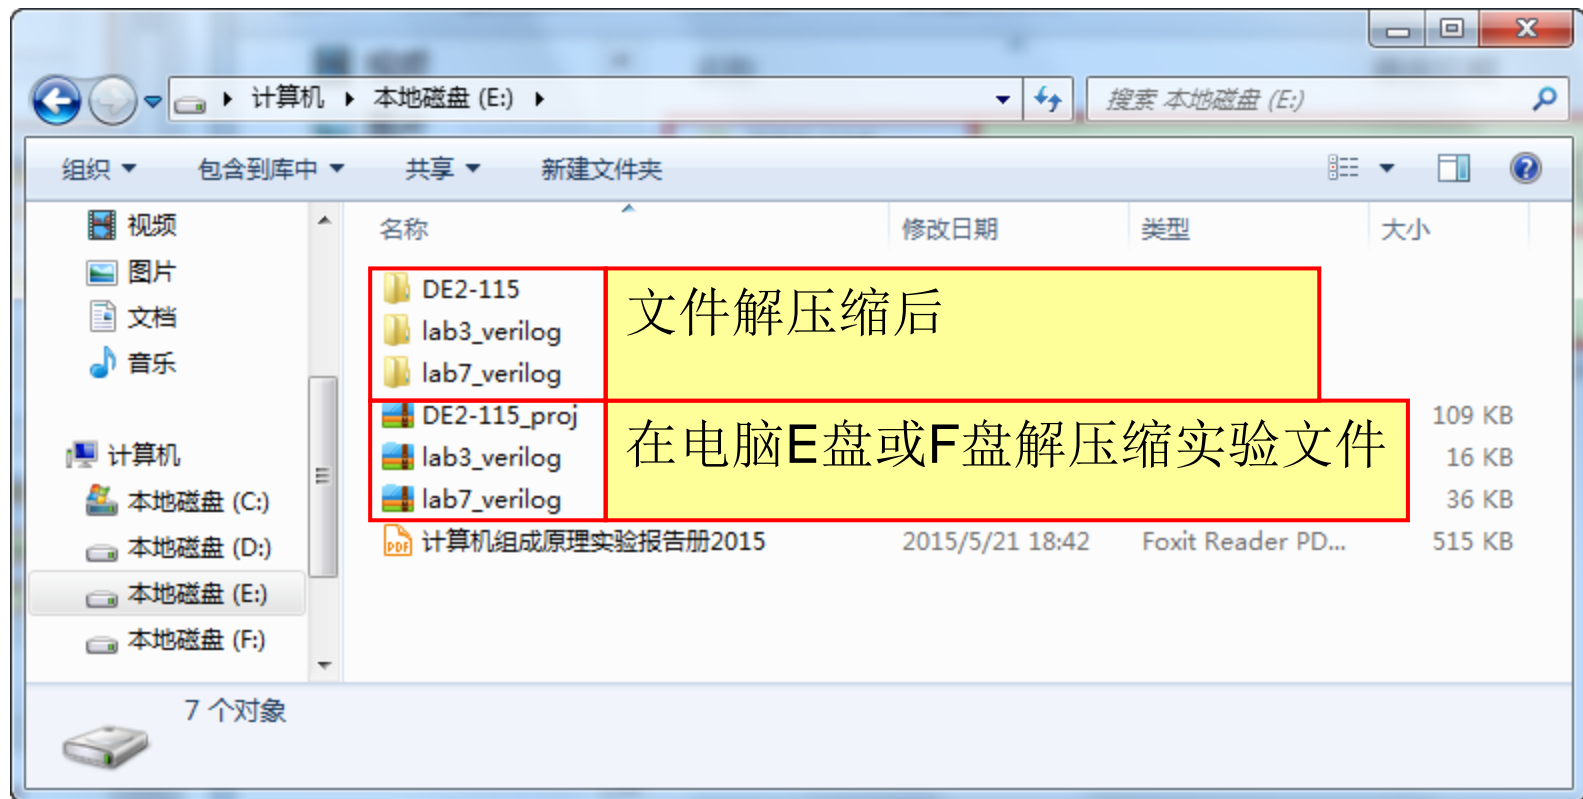 计算机 本地磁盘 (E:)
搜索 本地磁盘 (E:)
组织 包含到库中 共享 新建文件夹
视频
图片
文档
音乐
计算机
本地磁盘 (C:)
本地磁盘 (D:)
本地磁盘 (E:)
本地磁盘 (F:)
名称 修改日期 类型 大小
DE2-115
lab3_verilog
lab7_verilog
文件解压缩后
DE2-115_proj 109 KB
lab3_verilog 16 KB
lab7_verilog 36 KB
在电脑E盘或F盘解压缩实验文件
计算机组成原理实验报告册2015 2015/5/21 18:42 Foxit Reader PD... 515 KB
7 个对象